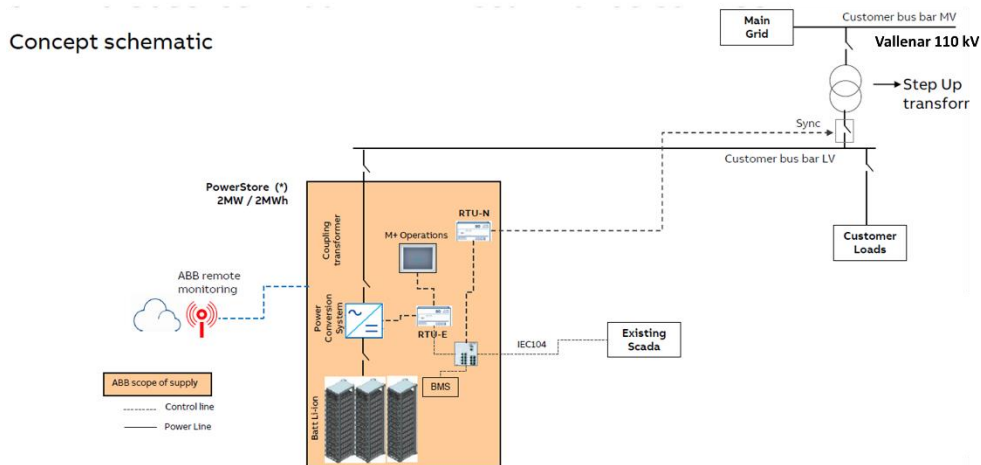 Concept schematic
Main
Grid
Customer bus bar MV
Vallenar 110 kV
Step Up
transforr
Sync
Customer bus bar LV
PowerStore (*)
2MW / 2MWh
RTU-N
M+ Operations
Coupling
transformer
Customer
Loads
ABB remote
monitoring
Power
Conversion
System
RTU-E
IEC104
Existing
Scada
BMS
ABB scope of supply
Control line
Power Line
Batt Li-ion